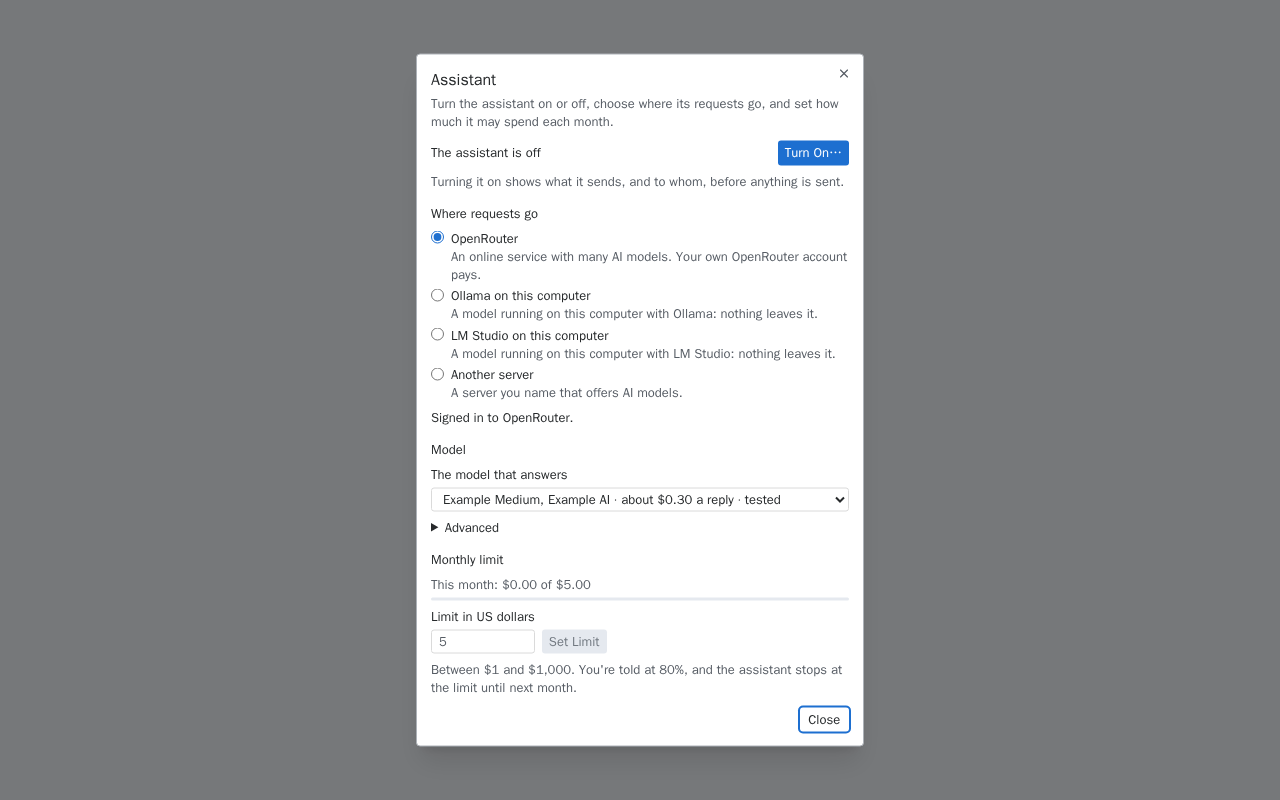 Assistant
×
Turn the assistant on or off, choose where its requests go, and set how
much it may spend each month.
The assistant is off
Turn On…
Turning it on shows what it sends, and to whom, before anything is sent.
Where requests go
OpenRouter
An online service with many AI models. Your own OpenRouter account
pays.
Ollama on this computer
A model running on this computer with Ollama: nothing leaves it.
LM Studio on this computer
A model running on this computer with LM Studio: nothing leaves it.
Another server
A server you name that offers AI models.
Signed in to OpenRouter.
Model
The model that answers
Example Medium, Example AI · about $0.30 a reply · tested
Advanced
Monthly limit
This month: $0.00 of $5.00
Limit in US dollars
5
Set Limit
Between $1 and $1,000. You're told at 80%, and the assistant stops at
the limit until next month.
Close